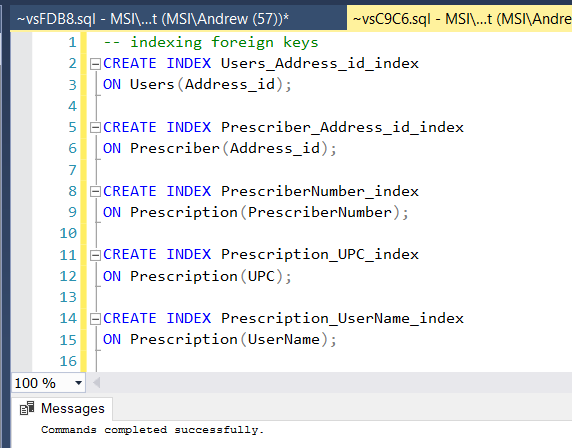 ~vsFDB8.sql - MSI\...t (MSI\Andrew (57))* ~vsC9C6.sql - MSI\...t (MSI\Andre
1 -- indexing foreign keys
2 CREATE INDEX Users_Address_id_index
3 ON Users(Address_id);
4
5 CREATE INDEX Prescriber_Address_id_index
6 ON Prescriber(Address_id);
7
8 CREATE INDEX PrescriberNumber_index
9 ON Prescription(PrescriberNumber);
10
11 CREATE INDEX Prescription_UPC_index
12 ON Prescription(UPC);
13
14 CREATE INDEX Prescription_UserName_index
15 ON Prescription(UserName);
16
100 %
Messages
Commands completed successfully.